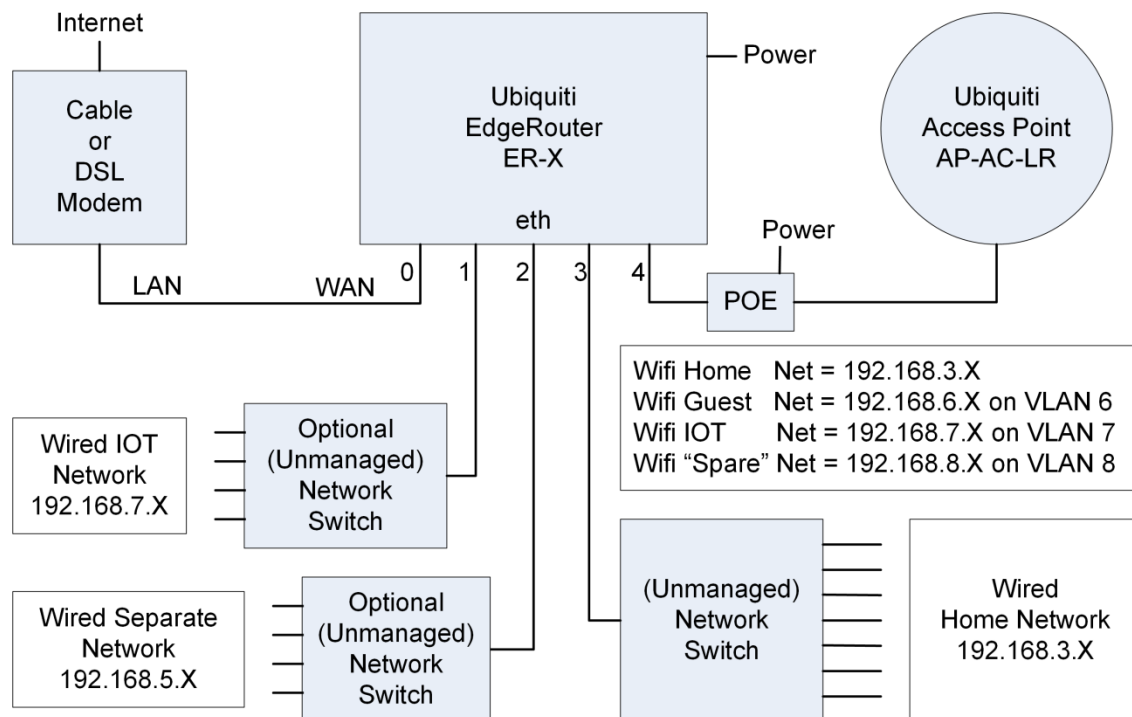 Internet
Cable
or
DSL
Modem
Ubiquiti
EdgeRouter
ER-X
eth
Power
Ubiquiti
Access Point
AP-AC-LR
Power
0
1
2
3
4
LAN
WAN
POE
Wifi Home Net = 192.168.3.X
Wifi Guest Net = 192.168.6.X on VLAN 6
Wifi IOT Net = 192.168.7.X on VLAN 7
Wifi “Spare” Net = 192.168.8.X on VLAN 8
Wired IOT
Network
192.168.7.X
Optional
(Unmanaged)
Network
Switch
Wired Separate
Network
192.168.5.X
Optional
(Unmanaged)
Network
Switch
(Unmanaged)
Network
Switch
Wired
Home Network
192.168.3.X